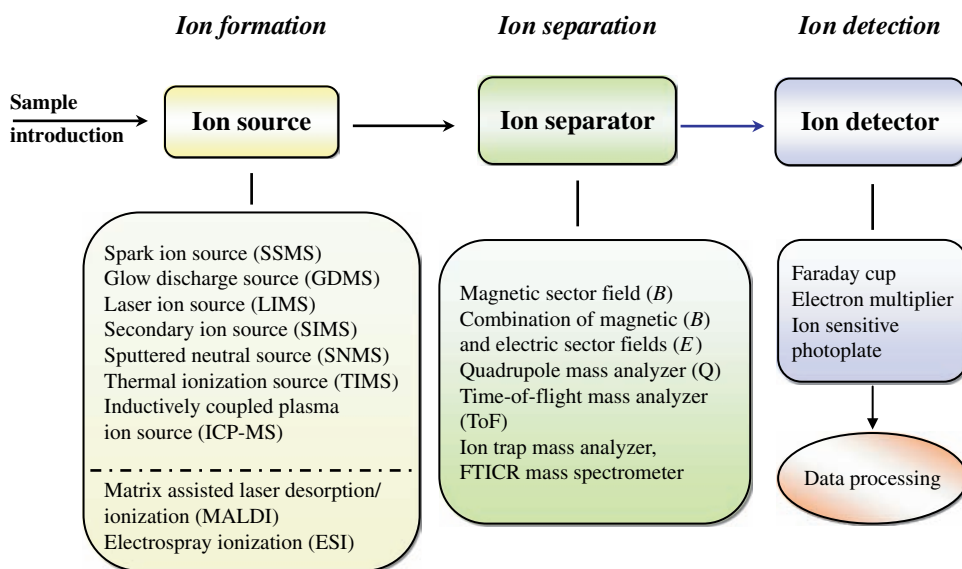 Ion formation
Ion separation
Ion detection
Sample
introduction
Ion source
Ion separator
Ion detector
Spark ion source (SSMS)
Glow discharge source (GDMS)
Laser ion source (LIMS)
Secondary ion source (SIMS)
Sputtered neutral source (SNMS)
Thermal ionization source (TIMS)
Inductively coupled plasma
ion source (ICP-MS)
Matrix assisted laser desorption/
ionization (MALDI)
Electrospray ionization (ESI)
Magnetic sector field (B)
Combination of magnetic (B)
and electric sector fields (E)
Quadrupole mass analyzer (Q)
Time-of-flight mass analyzer
(ToF)
Ion trap mass analyzer,
FTICR mass spectrometer
Faraday cup
Electron multiplier
Ion sensitive
photoplate
Data processing